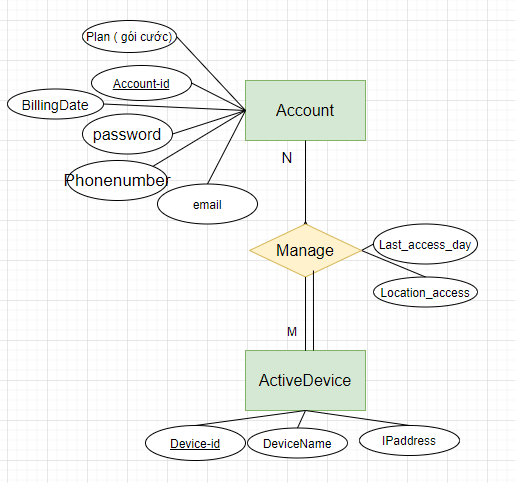 Plan ( gói cước)
Account-id
BillingDate
password
Phonenumber
email
Account
N
Manage
Last_access_day
Location_access
M
ActiveDevice
Device-id
DeviceName
IPaddress